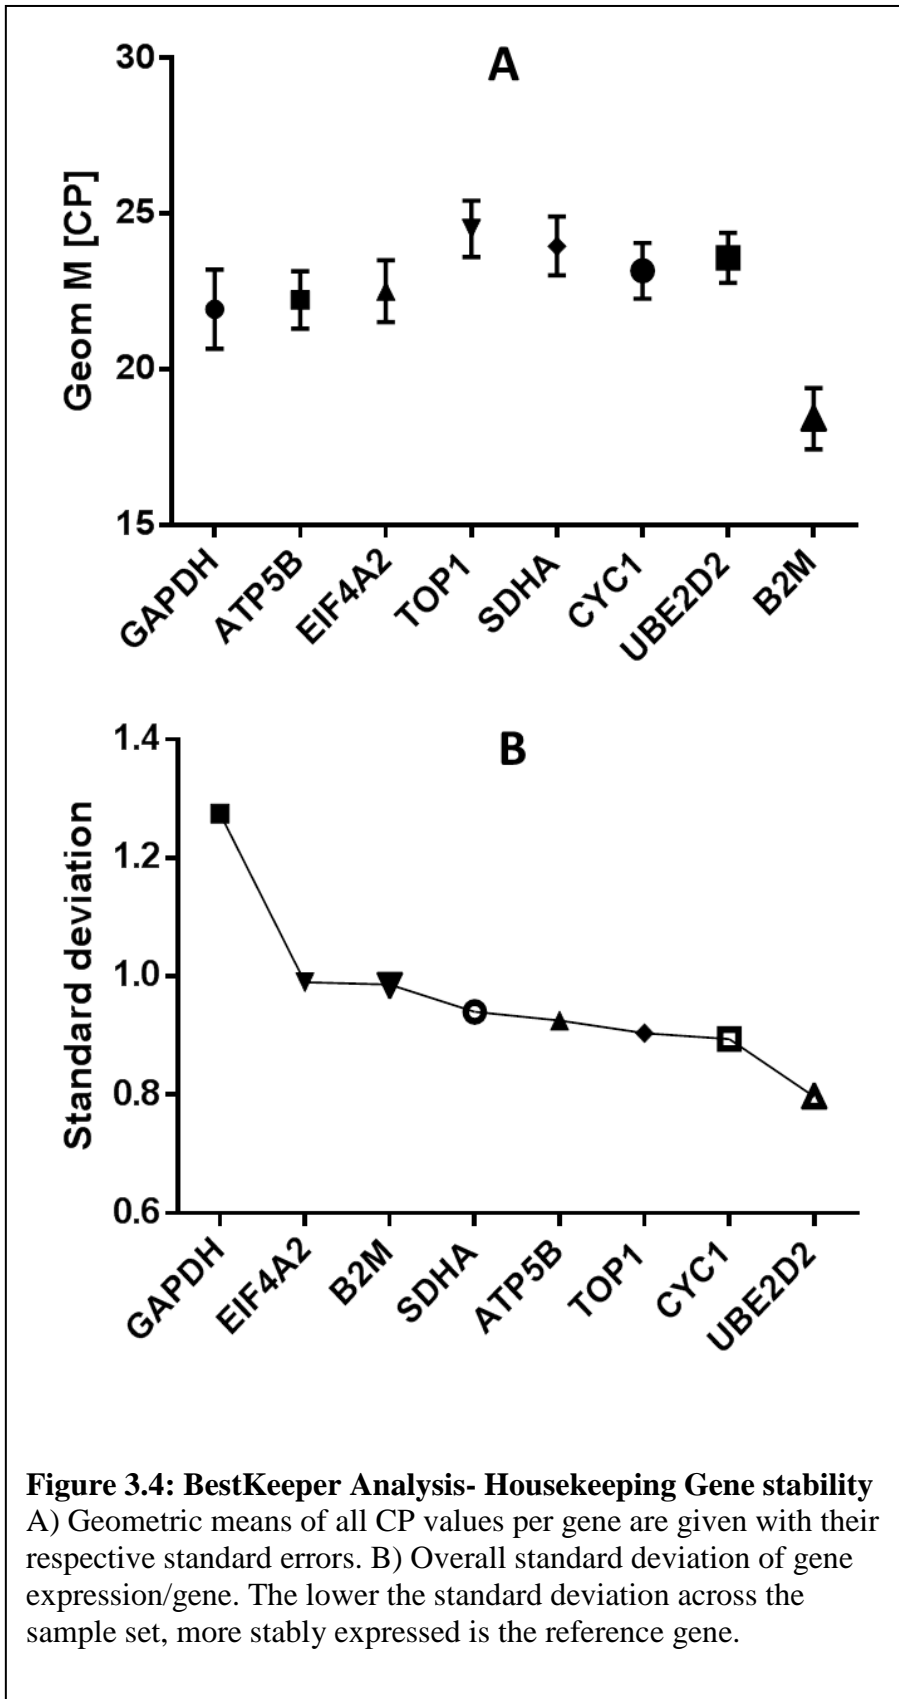 A
30
25
20
15
Geom M [CP]
GAPDH
ATP5B
EIF4A2
TOP1
SDHA
CYC1
UBE2D2
B2M
B
1.4
1.2
1.0
0.8
0.6
Standard deviation
GAPDH
EIF4A2
B2M
SDHA
ATP5B
TOP1
CYC1
UBE2D2
Figure 3.4: BestKeeper Analysis- Housekeeping Gene stability
A) Geometric means of all CP values per gene are given with their
respective standard errors. B) Overall standard deviation of gene
expression/gene. The lower the standard deviation across the
sample set, more stably expressed is the reference gene.